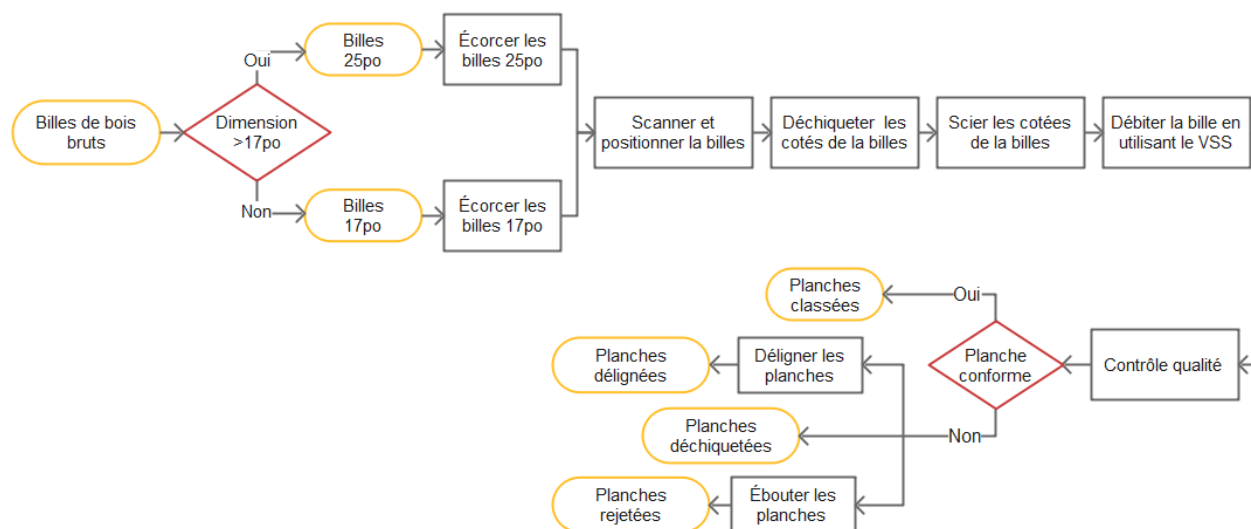 Billes de bois
bruts
Dimension
>17po
Oui
Non
Billes
25po
Écorcer les
billes 25po
Billes
17po
Écorcer les
billes 17po
Scanner et
positionner la billes
Déchiqueter les
cotés de la billes
Scier les cotées
de la billes
Débiter la bille en
utilisant le VSS
Contrôle qualité
Planche
conforme
Oui
Planches
classées
Non
Déligner les
planches
Planches
délignées
Planches
déchiquetées
Ébouter les
planches
Planches
rejetées